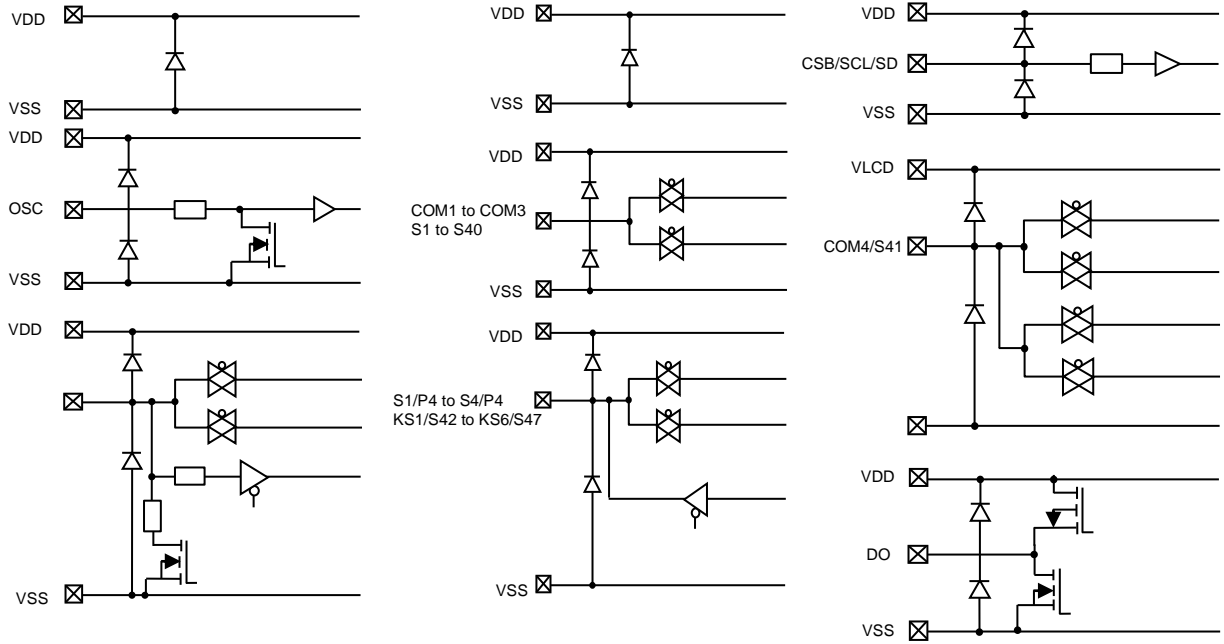 VDD
VSS
VDD
VSS
VDD
CSB/SCL/SD
VSS
VDD
OSC
VSS
VDD
COM1 to COM3
S1 to S40
VSS
VLCD
COM4/S41
VDD
VSS
VDD
S1/P4 to S4/P4
KS1/S42 to KS6/S47
VSS
VDD
DO
VSS